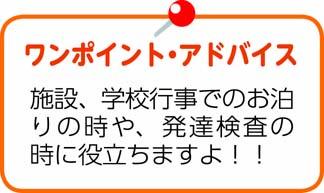 ワンポイント・アドバイス
施設、学校行事でのお泊
りの時や、発達検査の
時に役立ちますよ！！